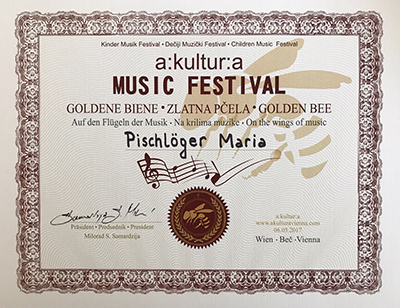 Kinder Musik Festival • Dečiji Muzički Festival • Children Music Festival
a:kultur:a
MUSIC FESTIVAL
GOLDENE BIENE • ZLATNA PČELA • GOLDEN BEE
Auf den Flügeln der Musik • Na krilima muzike • On the wings of music
Pischlöger Maria
Präsident • Predsednik • President
Milorad S. Samardzija
a:kultur:a
www.akulturavienna.com
06.05.2017
Wien • Beč • Vienna